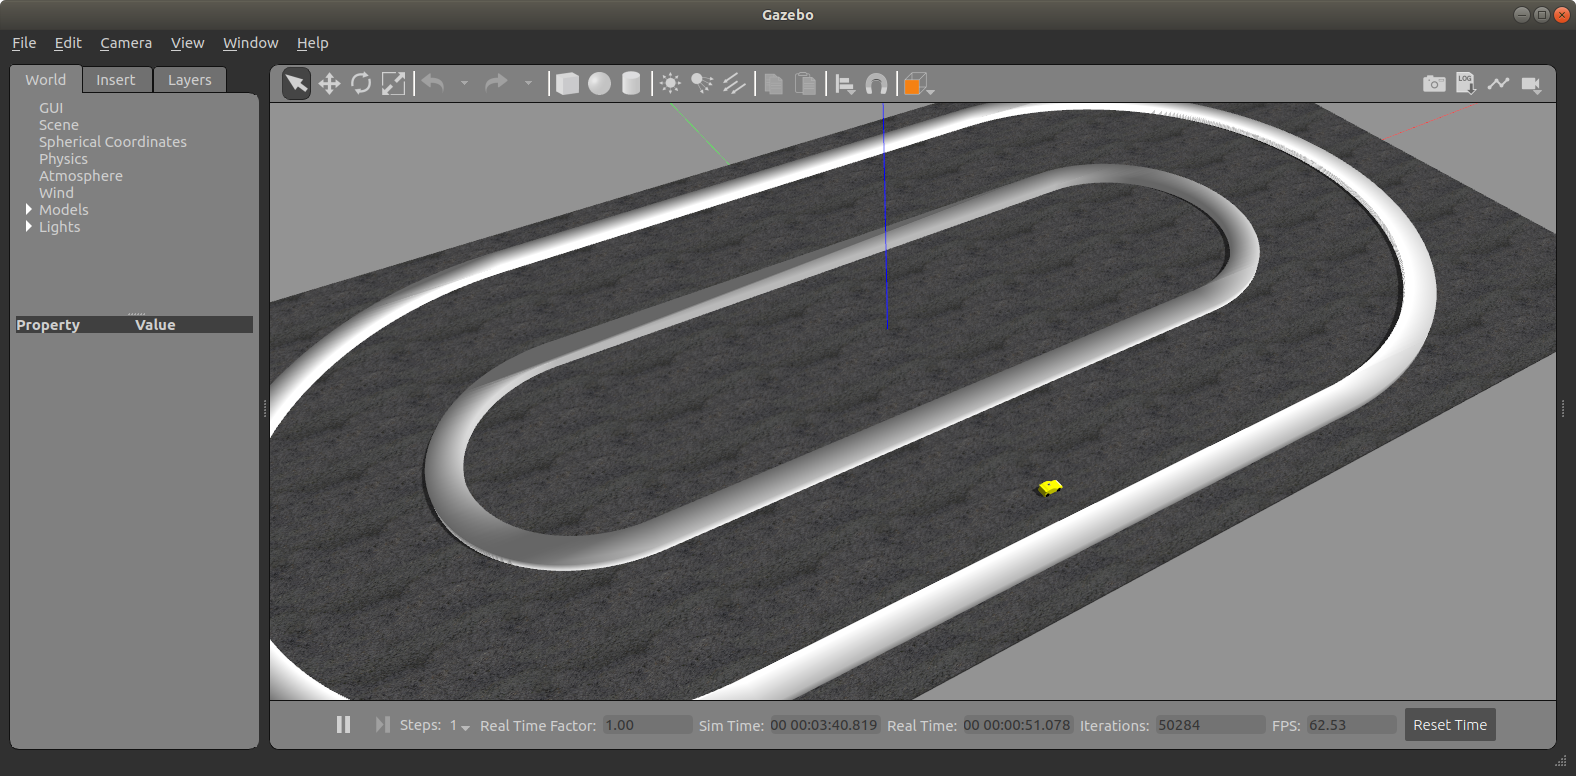 Gazebo
File Edit Camera View Window Help
World Insert Layers
LOG
GUI
Scene
Spherical Coordinates
Physics
Atmosphere
Wind
Models
Lights
Property Value
Steps: 1 Real Time Factor: 1.00 Sim Time: 00 00:03:40.819 Real Time: 00 00:00:51.078 Iterations: 50284 FPS: 62.53 Reset Time